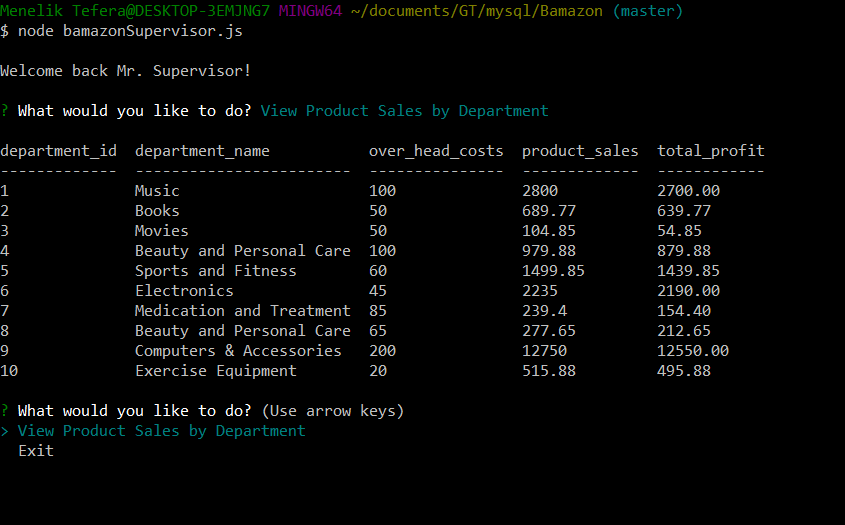 Menelik Tefera@DESKTOP-3EMJNG7 MINGW64 ~/documents/GT/mysql/Bamazon (master)
$ node bamazonSupervisor.js
Welcome back Mr. Supervisor!
? What would you like to do? View Product Sales by Department
department_id  department_name           over_head_costs  product_sales  total_profit
-------------  ------------------------  ---------------  -------------  ------------
1              Music                     100              2800           2700.00
2              Books                     50               689.77         639.77
3              Movies                    50               104.85         54.85
4              Beauty and Personal Care  100              979.88         879.88
5              Sports and Fitness        60               1499.85        1439.85
6              Electronics               45               2235           2190.00
7              Medication and Treatment  85               239.4          154.40
8              Beauty and Personal Care  65               277.65         212.65
9              Computers & Accessories   200              12750          12550.00
10             Exercise Equipment        20               515.88         495.88
? What would you like to do? (Use arrow keys)
> View Product Sales by Department
  Exit